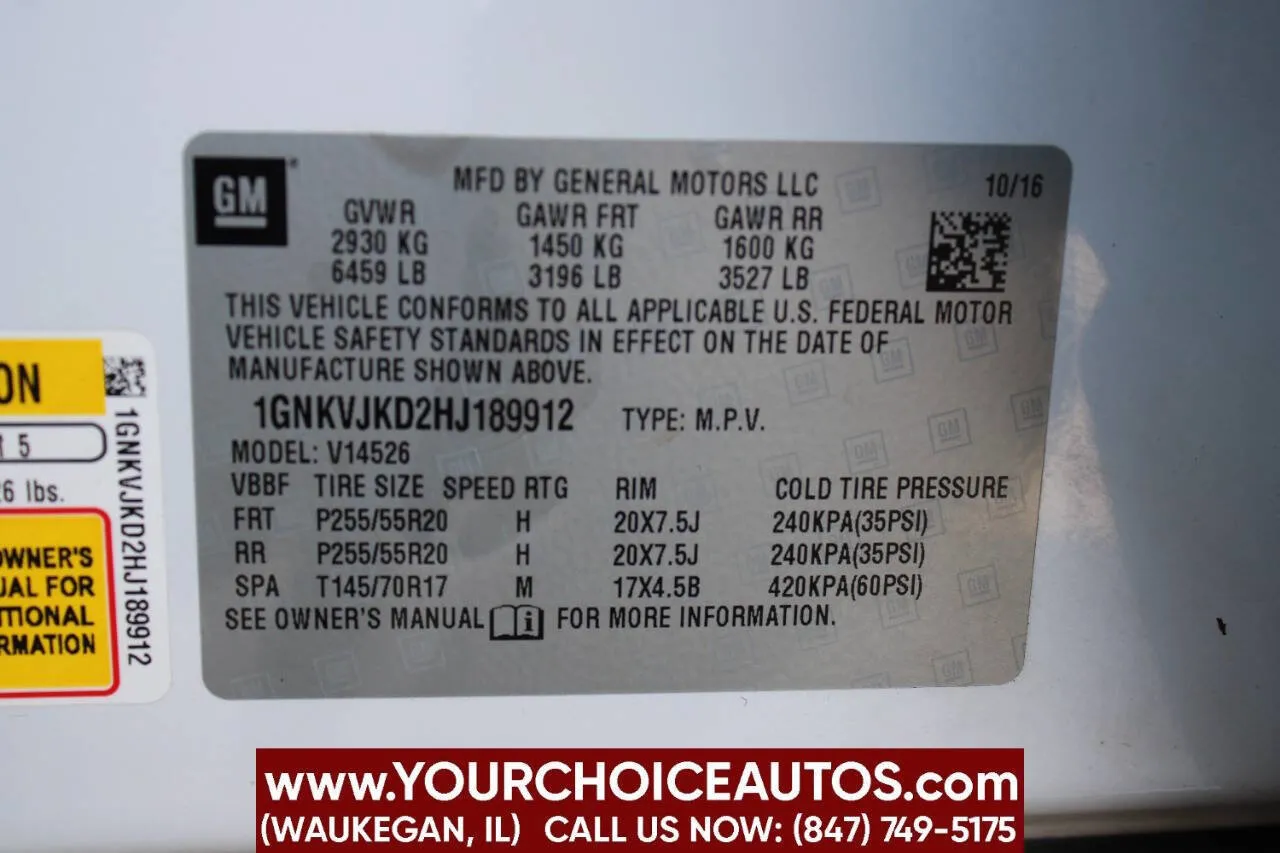 GM
MFD BY GENERAL MOTORS LLC 10/16
GVWR GAWR FRT GAWR RR
2930 KG 1450 KG 1600 KG
6459 LB 3196 LB 3527 LB
THIS VEHICLE CONFORMS TO ALL APPLICABLE U.S. FEDERAL MOTOR
VEHICLE SAFETY STANDARDS IN EFFECT ON THE DATE OF
MANUFACTURE SHOWN ABOVE.
1GNKVJKD2HJ189912 TYPE: M.P.V.
MODEL: V14526
VBBF TIRE SIZE SPEED RTG RIM COLD TIRE PRESSURE
FRT P255/55R20 H 20X7.5J 240KPA(35PSI)
RR P255/55R20 H 20X7.5J 240KPA(35PSI)
SPA T145/70R17 M 17X4.5B 420KPA(60PSI)
SEE OWNER'S MANUAL i FOR MORE INFORMATION.
ON
5
6 lbs.
OWNER'S
UAL FOR
ITIONAL
RMATION
1GNKVJKD2HJ189912
www.YOURCHOICEAUTOS.com
(WAUKEGAN, IL) CALL US NOW: (847) 749-5175